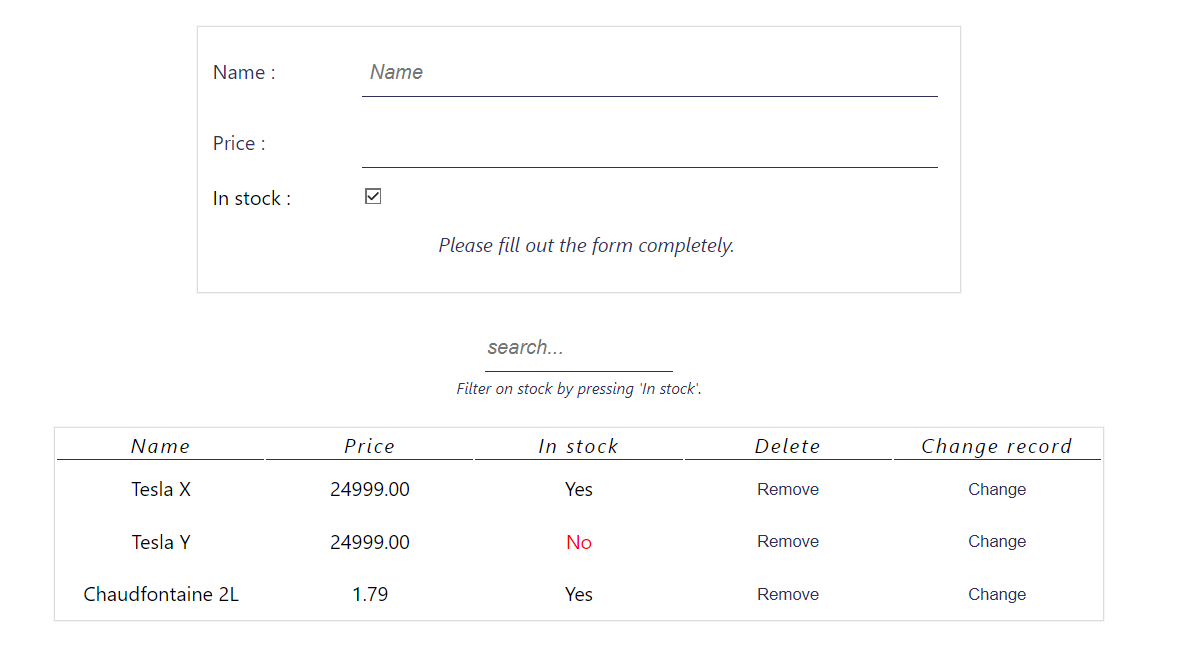 Name : Name
Price :
In stock :
Please fill out the form completely.
search...
Filter on stock by pressing 'In stock'.
Name Price In stock Delete Change record
Tesla X 24999.00 Yes Remove Change
Tesla Y 24999.00 No Remove Change
Chaudfontaine 2L 1.79 Yes Remove Change